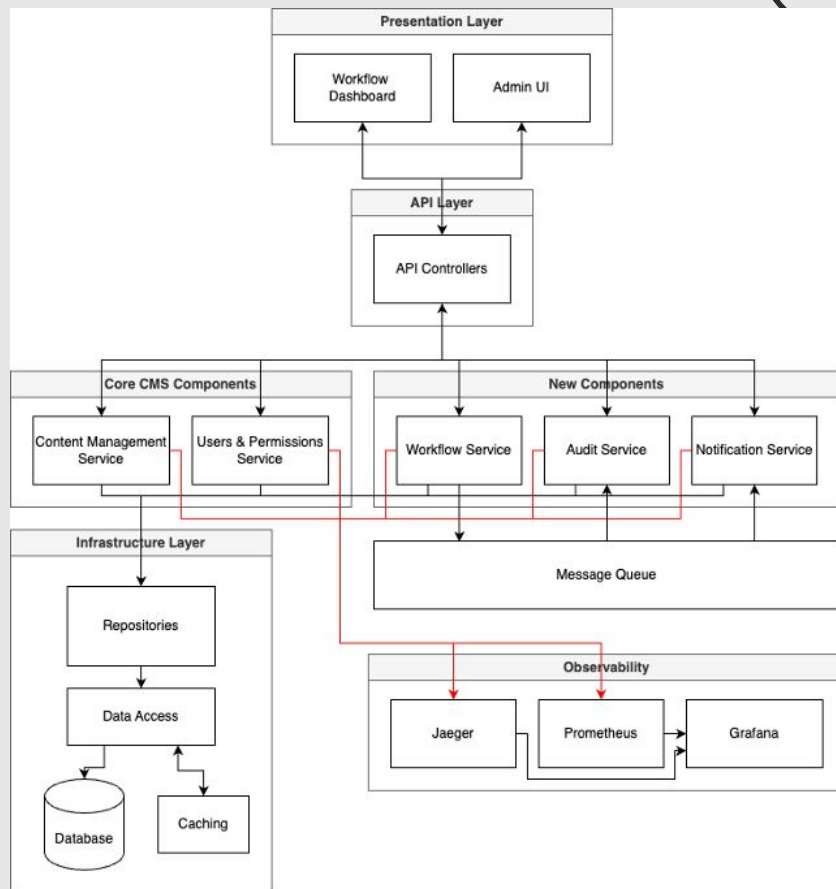 Presentation Layer
Workflow
Dashboard
Admin UI
API Layer
API Controllers
Core CMS Components
New Components
Content Management
Service
Users & Permissions
Service
Workflow Service
Audit Service
Notification Service
Infrastructure Layer
Message Queue
Repositories
Observability
Data Access
Jaeger
Prometheus
Grafana
Database
Caching